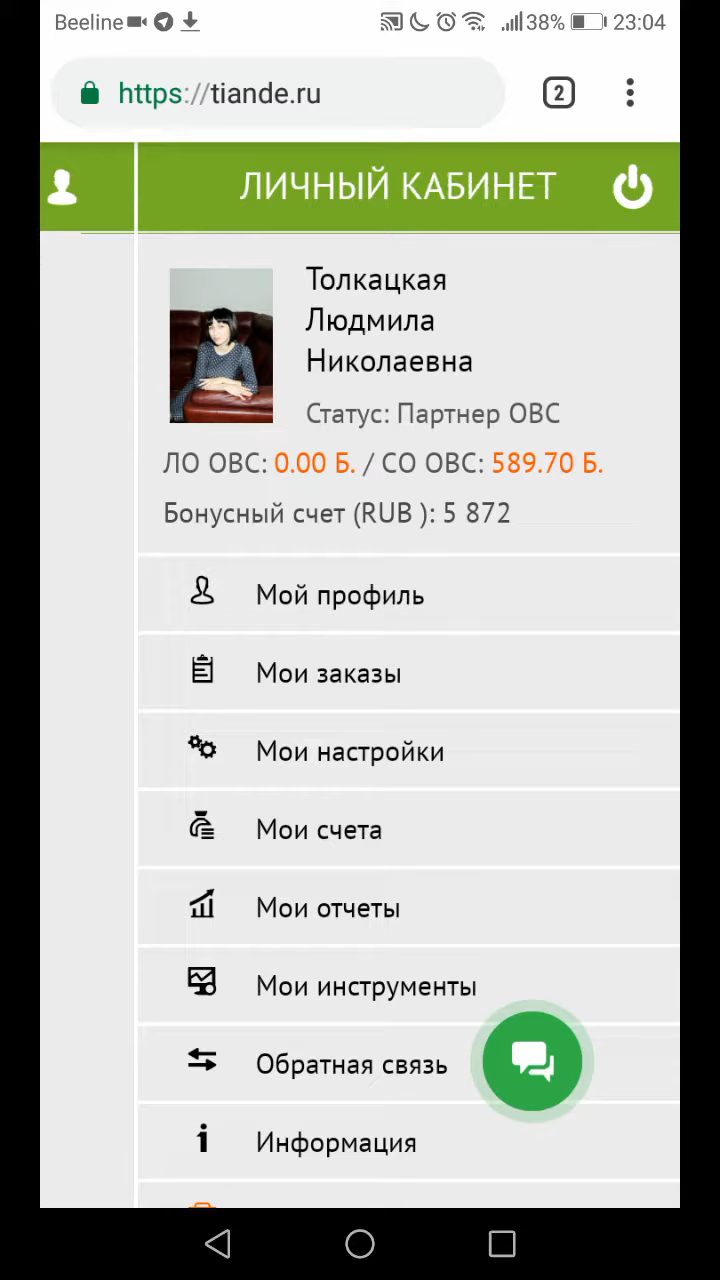 Beeline 38% 23:04
https://tiande.ru 2
ЛИЧНЫЙ КАБИНЕТ
Толкацкая
Людмила
Николаевна
Статус: Партнер ОВС
ЛО ОВС: 0.00 Б. / СО ОВС: 589.70 Б.
Бонусный счет (RUB ): 5 872
Мой профиль
Мои заказы
Мои настройки
Мои счета
Мои отчеты
Мои инструменты
Обратная связь
Информация